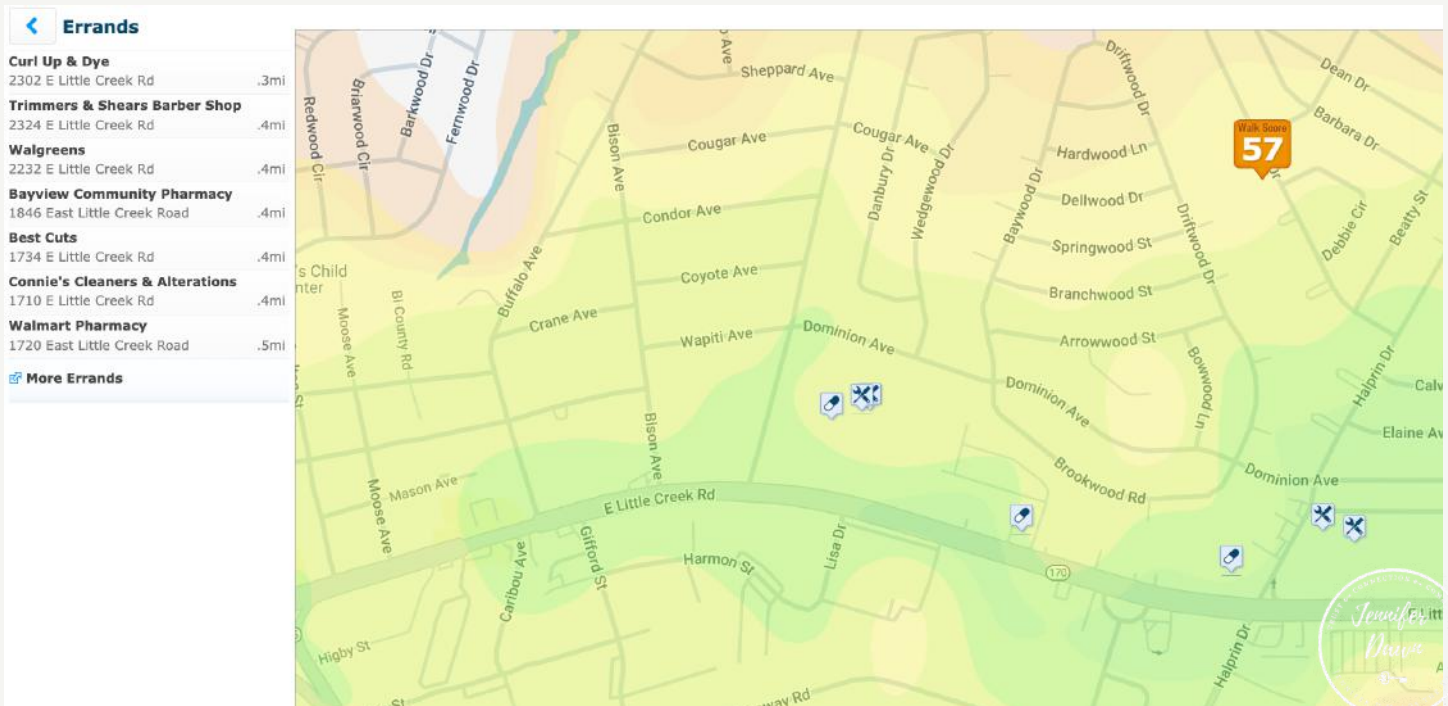 Errands
Curl Up & Dye
2302 E Little Creek Rd .3mi
Trimmers & Shears Barber Shop
2324 E Little Creek Rd .4mi
Walgreens
2232 E Little Creek Rd .4mi
Bayview Community Pharmacy
1846 East Little Creek Road .4mi
Best Cuts
1734 E Little Creek Rd .4mi
Connie's Cleaners & Alterations
1710 E Little Creek Rd .4mi
Walmart Pharmacy
1720 East Little Creek Road .5mi
More Errands
Redwood Cir
Briarwood Cir
Barkwood Dr
Fernwood Dr
Sheppard Ave
Driftwood Dr
Dean Dr
Barbara Dr
Walk Score
57
Bison Ave
Cougar Ave
Cougar Ave
Danbury Dr
Wedgewood Dr
Hardwood Ln
Baywood Dr
Dellwood Dr
Driftwood Dr
Debbie Cir
Beatty St
Condor Ave
Springwood St
's Child
nter
Buffalo Ave
Coyote Ave
Branchwood St
Moose Ave
Bi County Rd
Crane Ave
Wapiti Ave
Dominion Ave
Arrowwood St
Bowwood Ln
Halprin Dr
Dominion Ave
Bison Ave
Elaine Av
Mason Ave
Moose Ave
Brookwood Rd
Dominion Ave
E Little Creek Rd
Caribou Ave
Gifford St
Harmon St
Lisa Dr
170
Higby St
Halprin Dr
E Litt
Jennifer
Dawn
way Rd